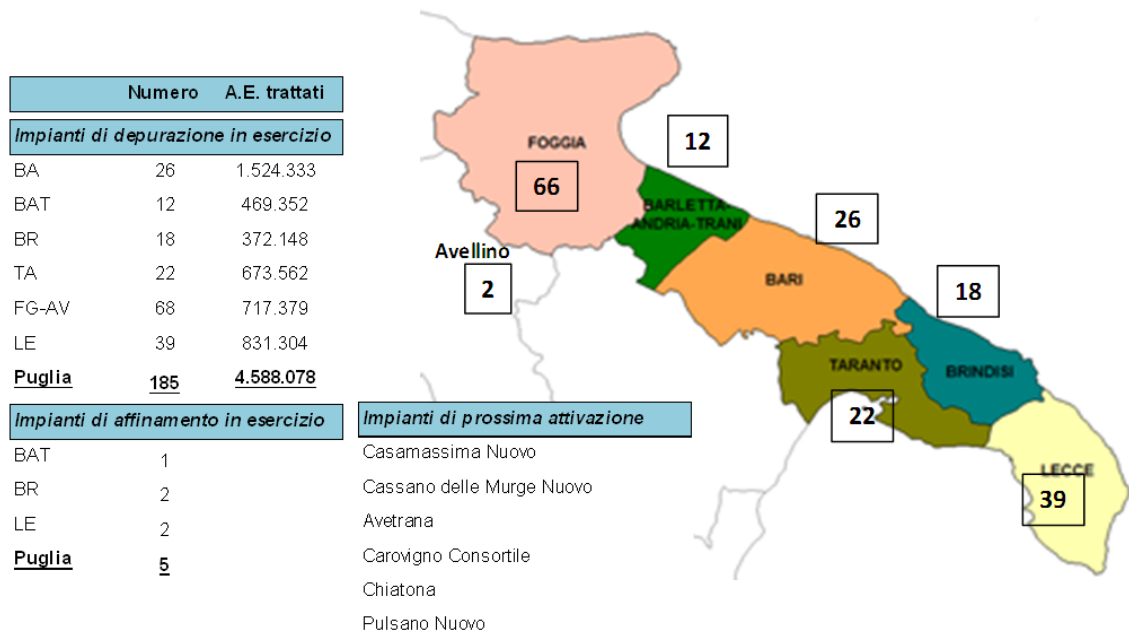 Numero A.E. trattati
Impianti di depurazione in esercizio
BA 26 1.524.333
BAT 12 469.352
BR 18 372.148
TA 22 673.562
FG-AV 68 717.379
LE 39 831.304
Puglia 185 4.588.078
Impianti di affinamento in esercizio
BAT 1
BR 2
LE 2
Puglia 5
Impianti di prossima attivazione
Casamassima Nuovo
Cassano delle Murge Nuovo
Avetrana
Carovigno Consortile
Chiatona
Pulsano Nuovo
FOGGIA
66
12
BARLETTA-
ANDRIA-TRANI
Avellino
2
26
BARI
18
TARANTO
22
BRINDISI
LECCE
39